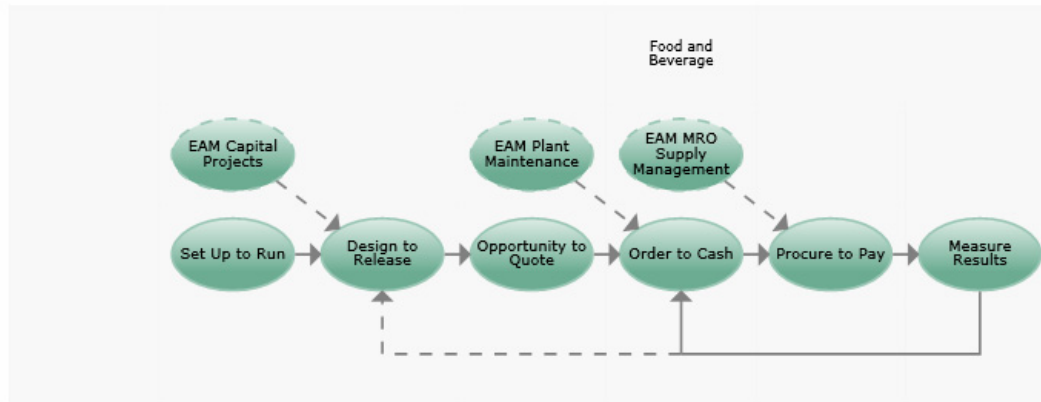 Food and
Beverage
EAM Capital
Projects
EAM Plant
Maintenance
EAM MRO
Supply
Management
Set Up to Run
Design to
Release
Opportunity to
Quote
Order to Cash
Procure to Pay
Measure
Results